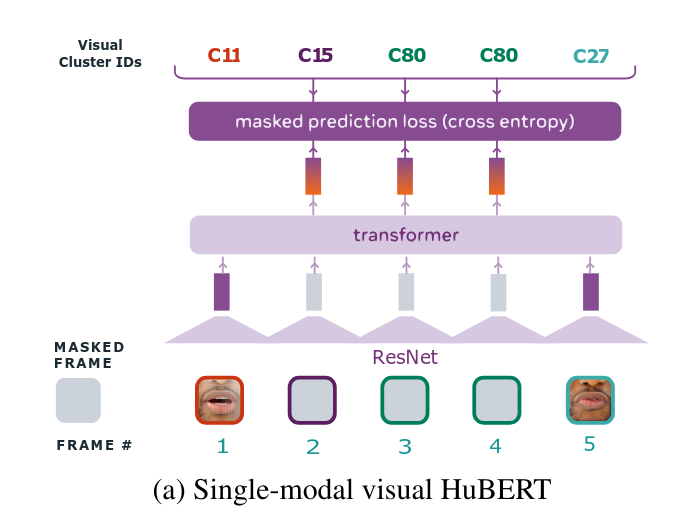 Visual
Cluster IDs
C11 C15 C80 C80 C27
masked prediction loss (cross entropy)
transformer
ResNet
MASKED
FRAME
FRAME # 1 2 3 4 5
(a) Single-modal visual HuBERT